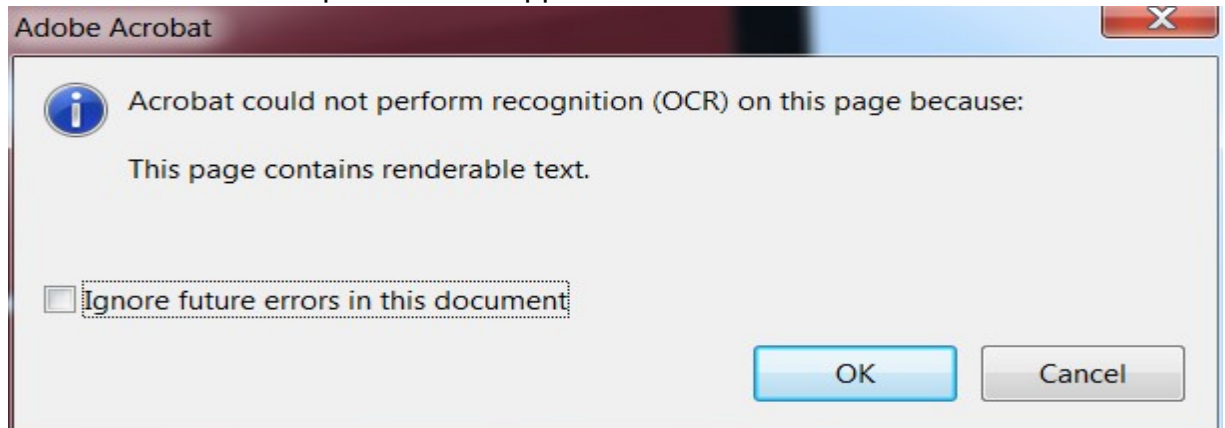 Adobe Acrobat
Acrobat could not perform recognition (OCR) on this page because:
This page contains renderable text.
Ignore future errors in this document
OK Cancel